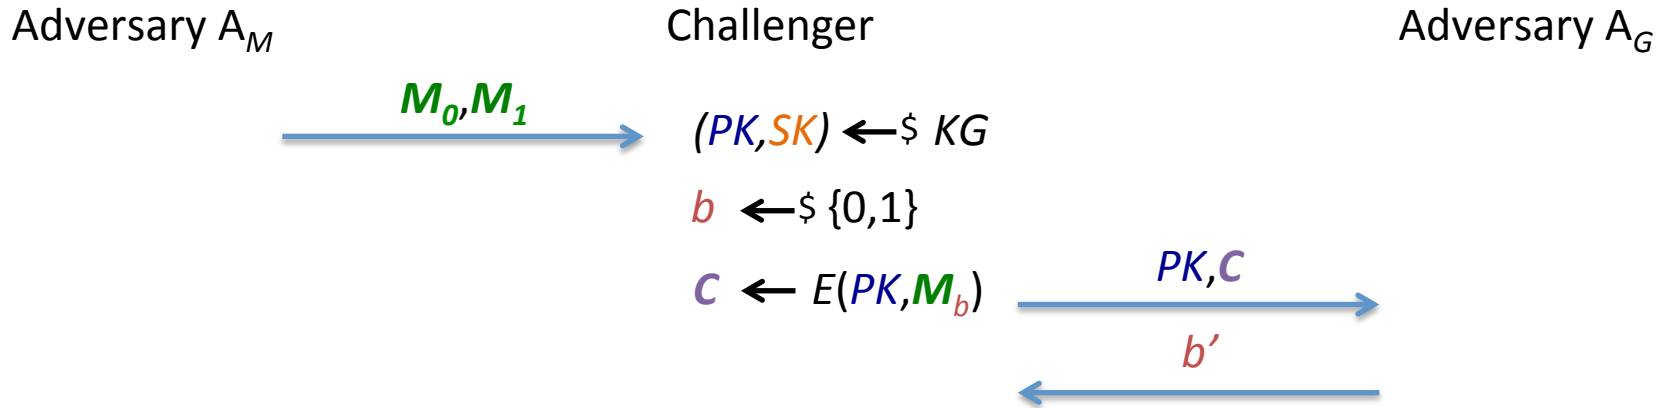 Adversary A_M Challenger Adversary A_G
M_0,M_1
(PK,SK) ←$ KG
b ←$ {0,1}
C ← E(PK,M_b)
PK,C
b’